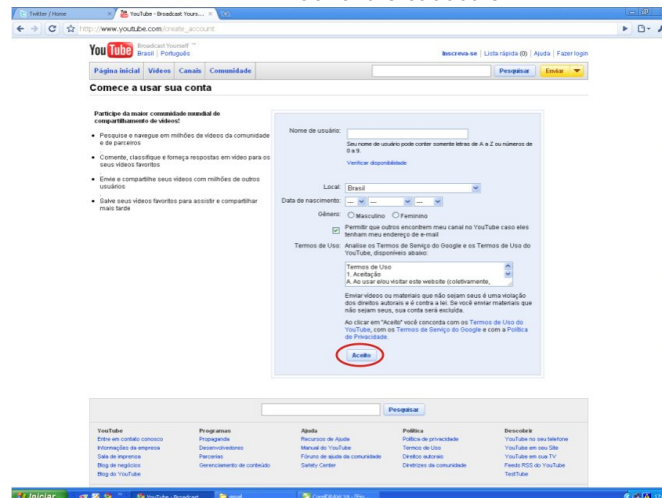 Twitter / Home
YouTube - Broadcast Yours...
http://www.youtube.com/create_account
You Tube Broadcast Yourself ™
Brasil | Português
Inscreva-se | Lista rápida (0) | Ajuda | Fazer login
Página inicial Vídeos Canais Comunidade Pesquisar Enviar
Comece a usar sua conta
Participe da maior comunidade mundial de
compartilhamento de vídeos!
Pesquise e navegue em milhões de vídeos da comunidade
e de parceiros
Comente, classifique e forneça respostas em vídeo para os
seus vídeos favoritos
Envie e compartilhe seus vídeos com milhões de outros
usuários
Salve seus vídeos favoritos para assistir e compartilhar
mais tarde
Nome de usuário:
Seu nome de usuário pode conter somente letras de A a Z ou números de
0 a 9.
Verificar disponibilidade
Local: Brasil
Data de nascimento: --- --- ---
Gênero: Masculino Feminino
Permitir que outros encontrem meu canal no YouTube caso eles
tenham meu endereço de e-mail
Termos de Uso: Analise os Termos de Serviço do Google e os Termos de Uso do
YouTube, disponíveis abaixo:
Termos de Uso
1. Aceitação
A. Ao usar e/ou visitar este website (coletivamente,
Enviar vídeos ou materiais que não sejam seus é uma violação
dos direitos autorais e é contra a lei. Se você enviar materiais que
não sejam seus, sua conta será excluída.
Ao clicar em "Aceito" você concorda com os Termos de Uso do
YouTube, com os Termos de Serviço do Google e com a Política
de Privacidade.
Aceito
Pesquisar
YouTube Programas Ajuda Política Descobrir
Entre em contato conosco Propaganda Recursos de Ajuda Política de privacidade YouTube no seu telefone
Informações da empresa Desenvolvedores Manual do YouTube Termos de Uso YouTube em seu Site
Sala de imprensa Parcerias Fóruns de ajuda da comunidade Direitos autorais YouTube em sua TV
Blog de negócios Gerenciamento de conteúdo Safety Center Diretrizes da comunidade Feeds RSS do YouTube
Blog do YouTube TestTube
Iniciar YouTube - Broadcast